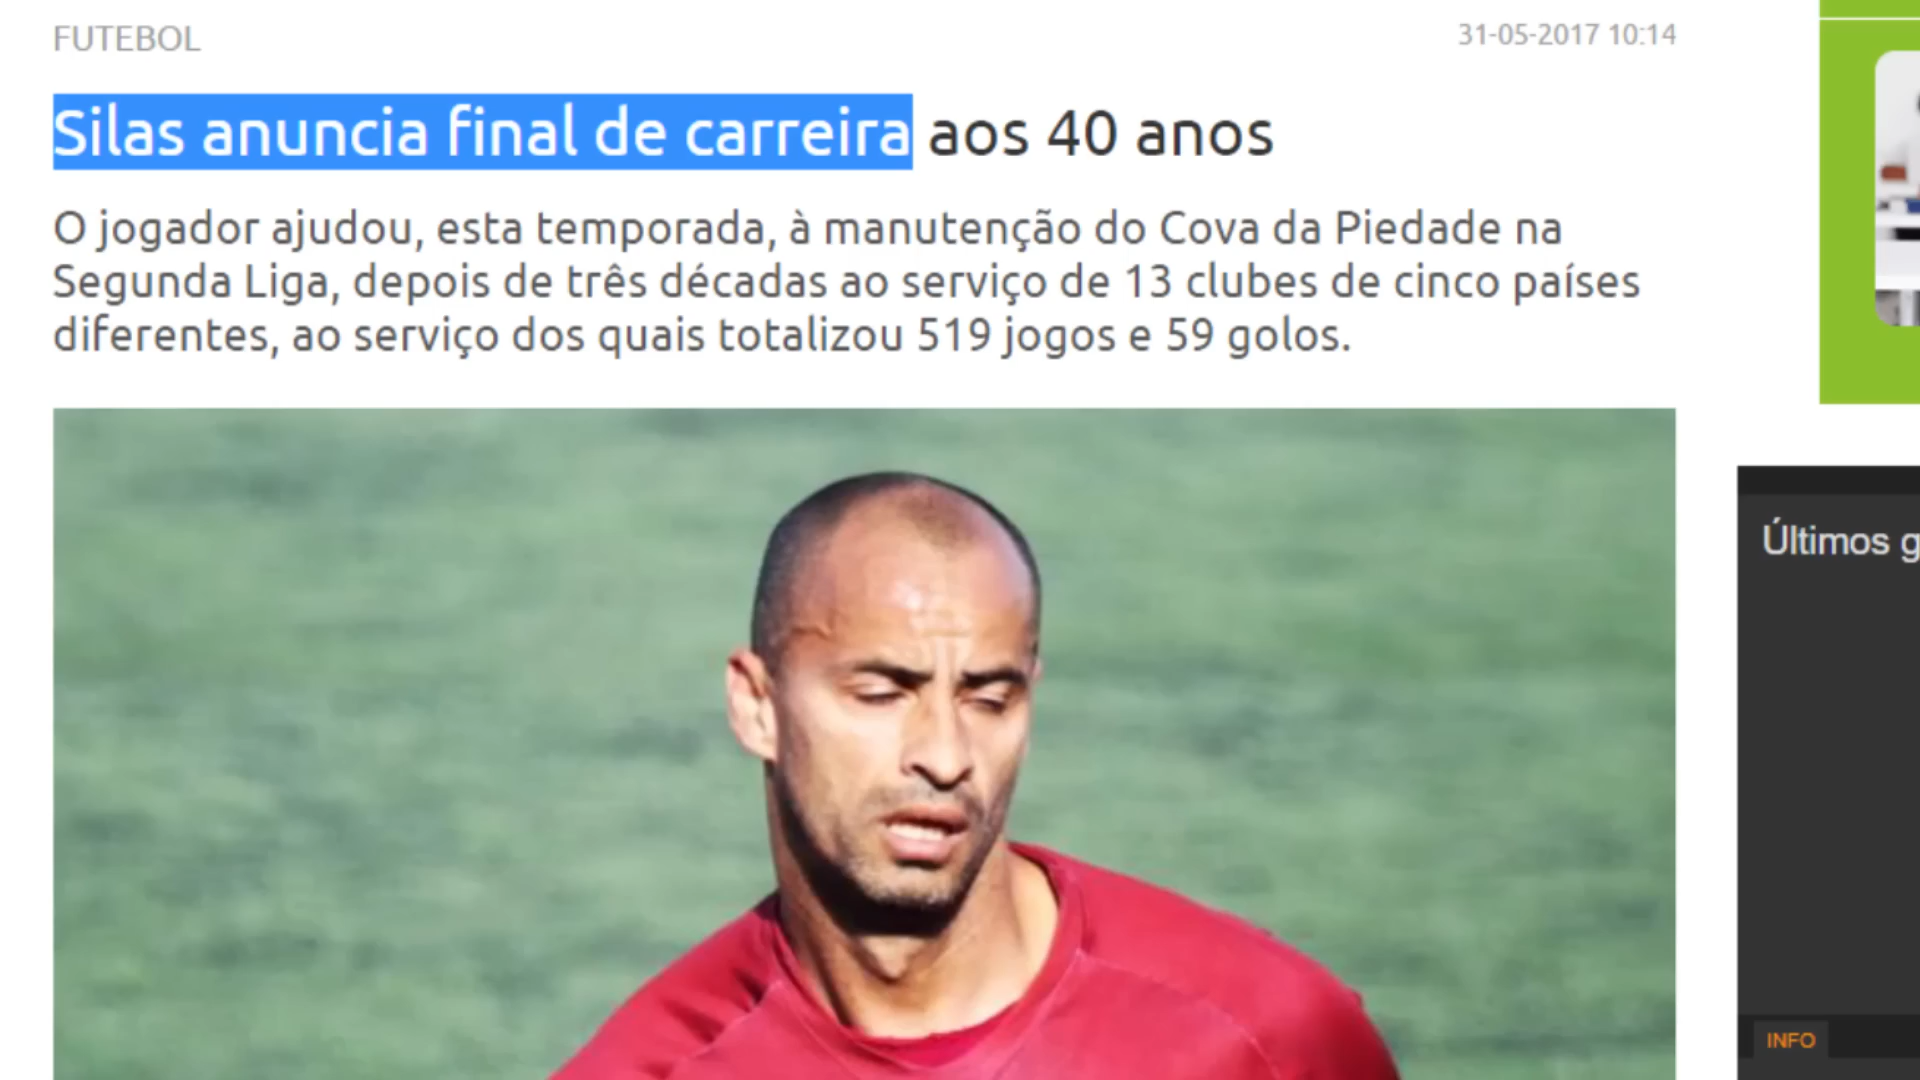 FUTEBOL
31-05-2017 10:14
Silas anuncia final de carreira aos 40 anos
O jogador ajudou, esta temporada, à manutenção do Cova da Piedade na
Segunda Liga, depois de três décadas ao serviço de 13 clubes de cinco países
diferentes, ao serviço dos quais totalizou 519 jogos e 59 golos.
Últimos g
INFO